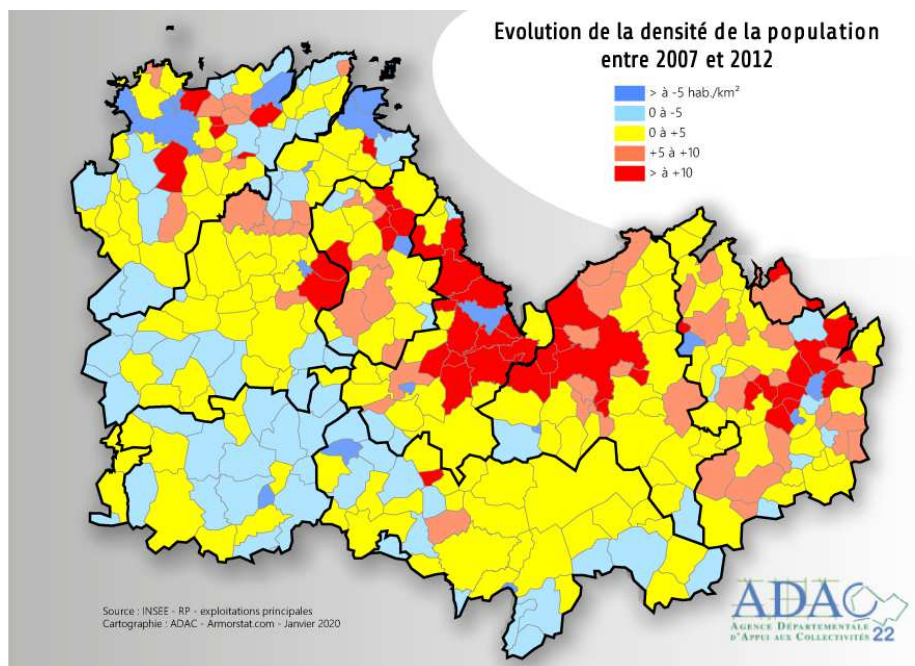 Evolution de la densité de la population
entre 2007 et 2012
> à -5 hab./km²
0 à -5
0 à +5
+5 à +10
> à +10
Source : INSEE - RP - exploitations principales
Cartographie : ADAC - Armorstat.com - Janvier 2020
ADAC
AGENCE DÉPARTEMENTALE
D'APPUI AUX COLLECTIVITÉS 22